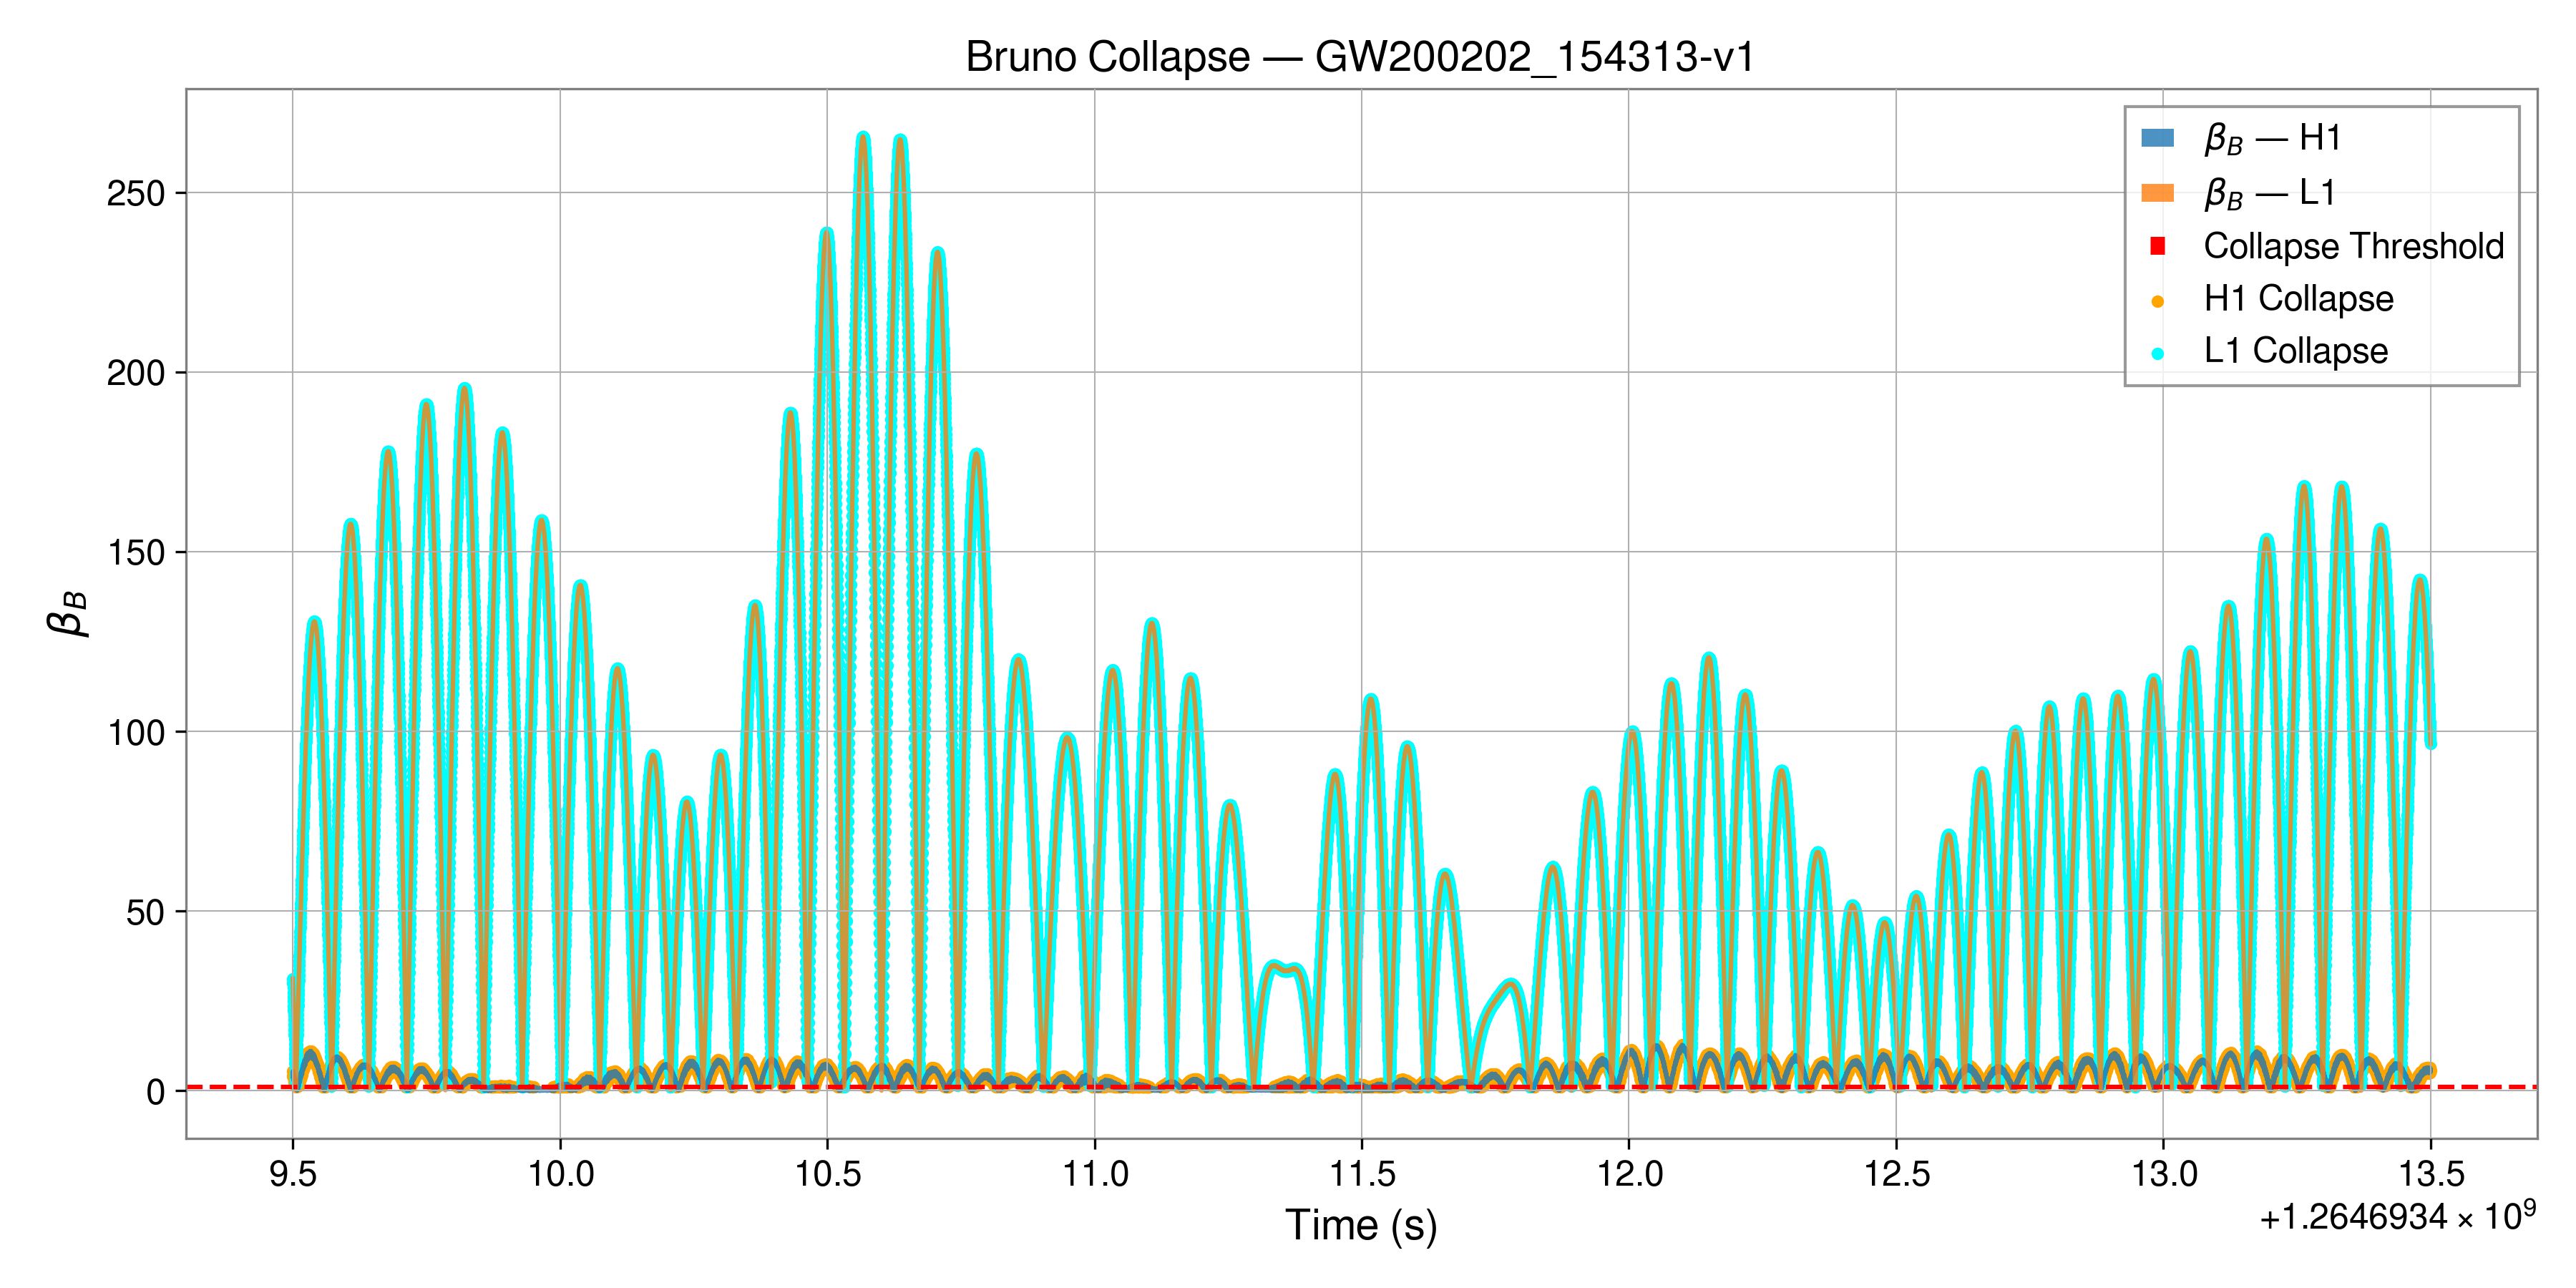 Bruno Collapse — GW200202_154313-v1
β_B — H1
β_B — L1
Collapse Threshold
H1 Collapse
L1 Collapse
250
200
150
100
50
0
β_B
9.5 10.0 10.5 11.0 11.5 12.0 12.5 13.0 13.5
+1.2646934 × 10⁹
Time (s)